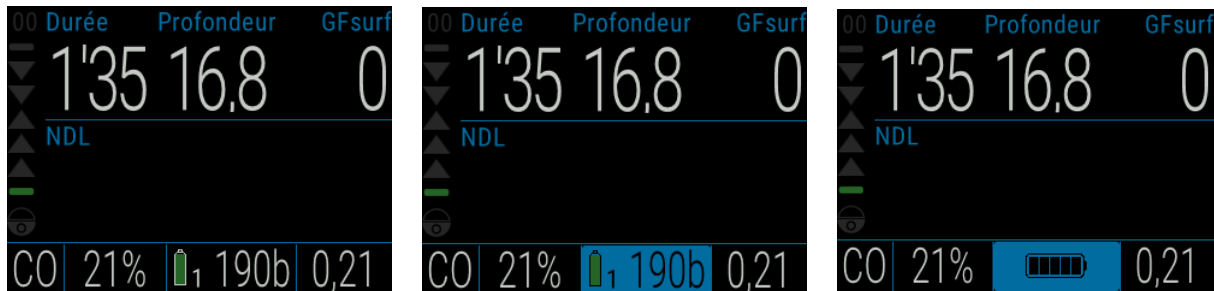 00 Durée Profondeur GFsurf
1'35 16,8 0
NDL
CO 21% 1 190b 0,21
00 Durée Profondeur GFsurf
1'35 16,8 0
NDL
CO 21% 1 190b 0,21
00 Durée Profondeur GFsurf
1'35 16,8 0
NDL
CO 21% 0,21